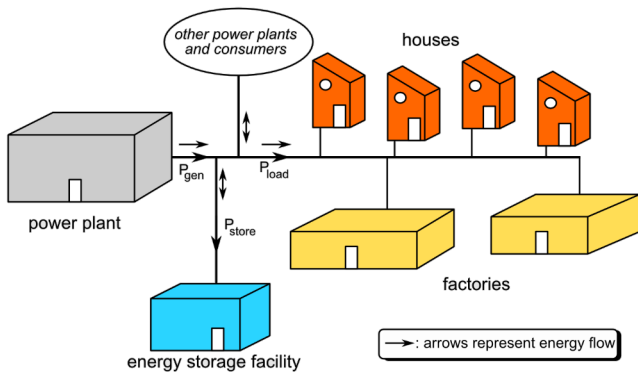 other power plants
and consumers
houses
P_gen
P_load
power plant
P_store
factories
energy storage facility
: arrows represent energy flow